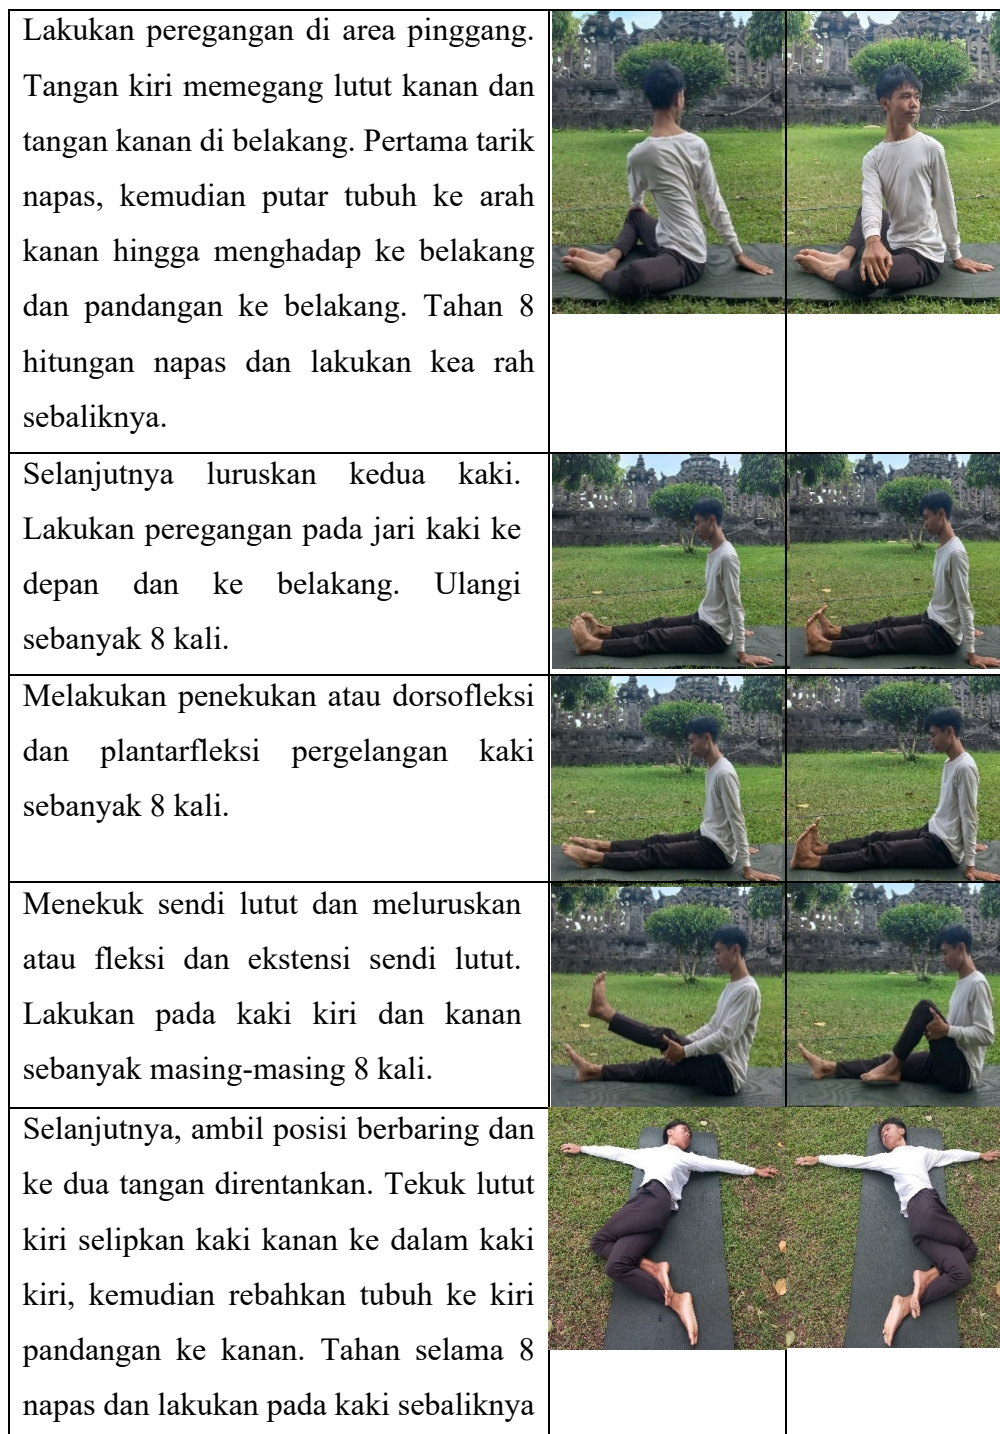 Lakukan peregangan di area pinggang.
Tangan kiri memegang lutut kanan dan
tangan kanan di belakang. Pertama tarik
napas, kemudian putar tubuh ke arah
kanan hingga menghadap ke belakang
dan pandangan ke belakang. Tahan 8
hitungan napas dan lakukan kea rah
sebaliknya.
Selanjutnya luruskan kedua kaki.
Lakukan peregangan pada jari kaki ke
depan dan ke belakang. Ulangi
sebanyak 8 kali.
Melakukan penekukan atau dorsofleksi
dan plantarfleksi pergelangan kaki
sebanyak 8 kali.
Menekuk sendi lutut dan meluruskan
atau fleksi dan ekstensi sendi lutut.
Lakukan pada kaki kiri dan kanan
sebanyak masing-masing 8 kali.
Selanjutnya, ambil posisi berbaring dan
ke dua tangan direntankan. Tekuk lutut
kiri selipkan kaki kanan ke dalam kaki
kiri, kemudian rebahkan tubuh ke kiri
pandangan ke kanan. Tahan selama 8
napas dan lakukan pada kaki sebaliknya